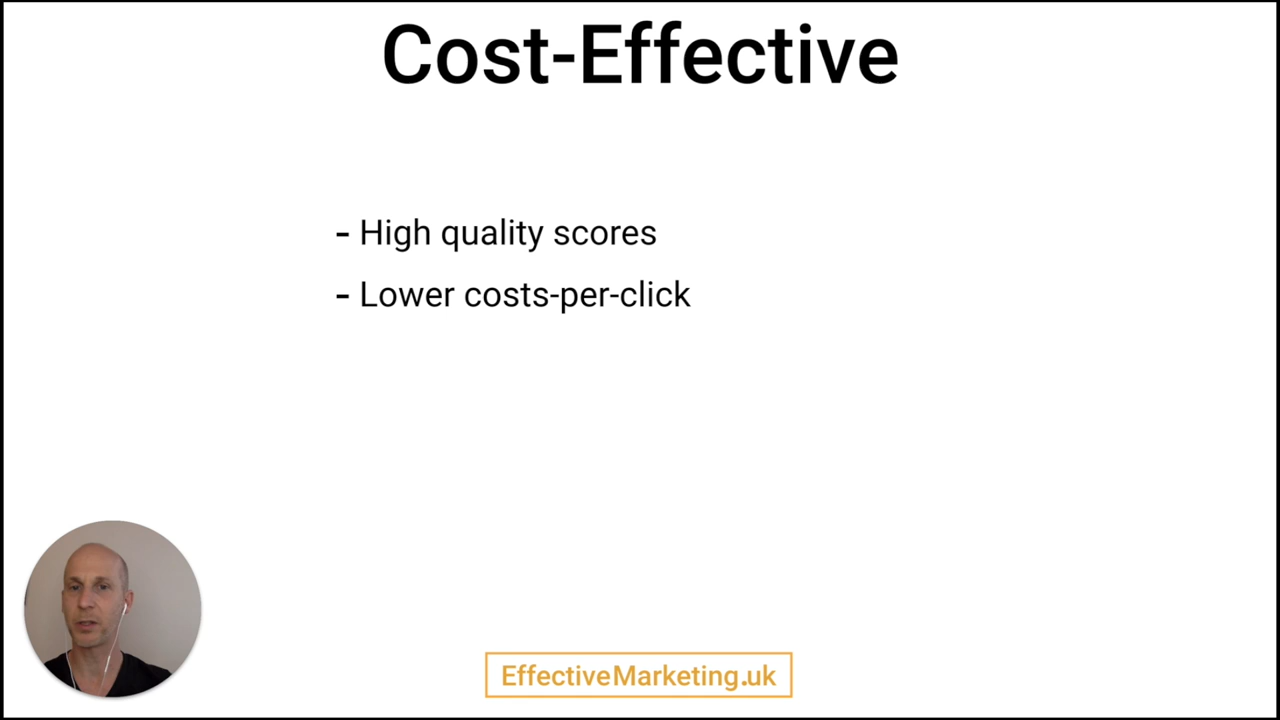 Cost-Effective
- High quality scores
- Lower costs-per-click
EffectiveMarketing.uk